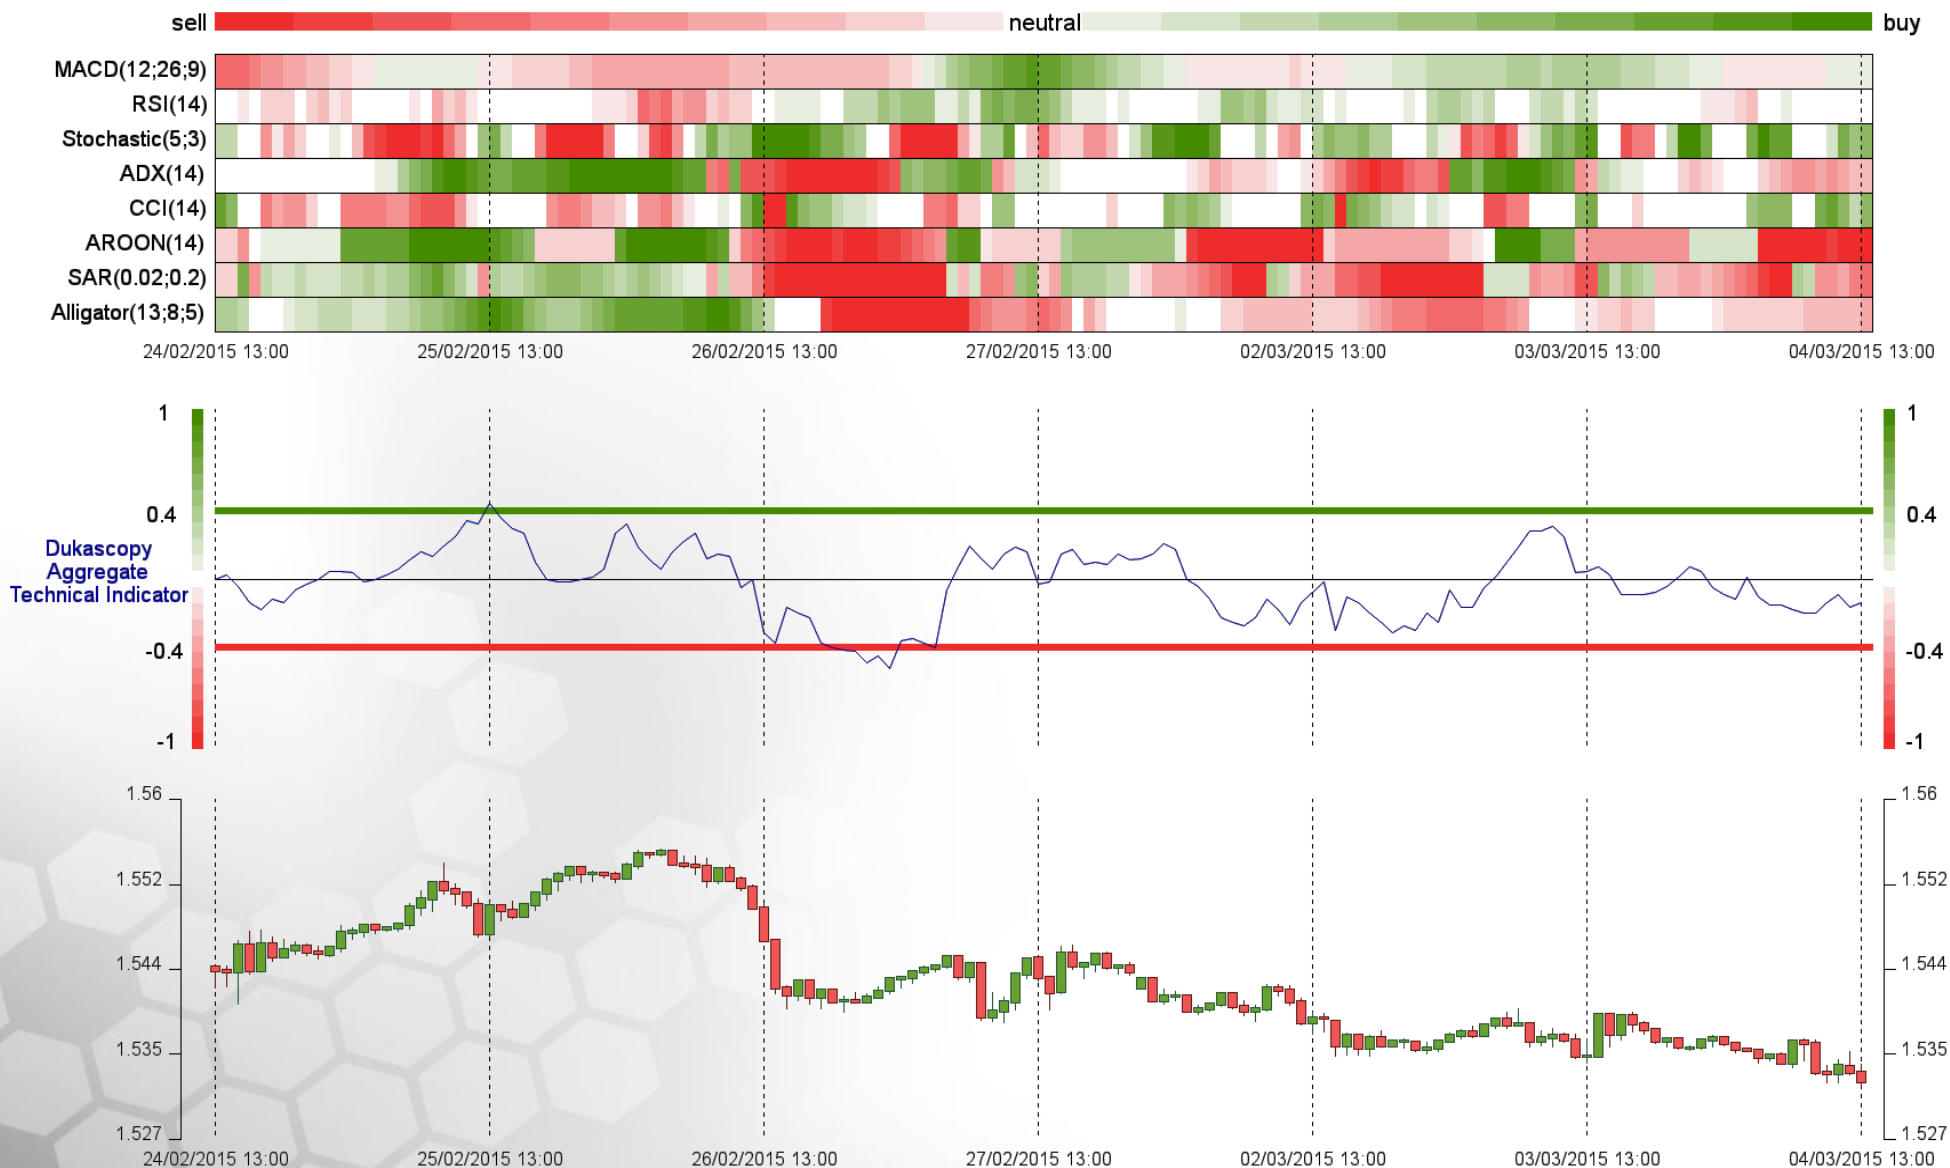 sell neutral buy
MACD(12;26;9)
RSI(14)
Stochastic(5;3)
ADX(14)
CCI(14)
AROON(14)
SAR(0.02;0.2)
Alligator(13;8;5)
24/02/2015 13:00 25/02/2015 13:00 26/02/2015 13:00 27/02/2015 13:00 02/03/2015 13:00 03/03/2015 13:00 04/03/2015 13:00
1 1
0.4 0.4
Dukascopy
Aggregate
Technical Indicator
-0.4 -0.4
-1 -1
1.56 1.56
1.552 1.552
1.544 1.544
1.535 1.535
1.527 1.527
24/02/2015 13:00 25/02/2015 13:00 26/02/2015 13:00 27/02/2015 13:00 02/03/2015 13:00 03/03/2015 13:00 04/03/2015 13:00